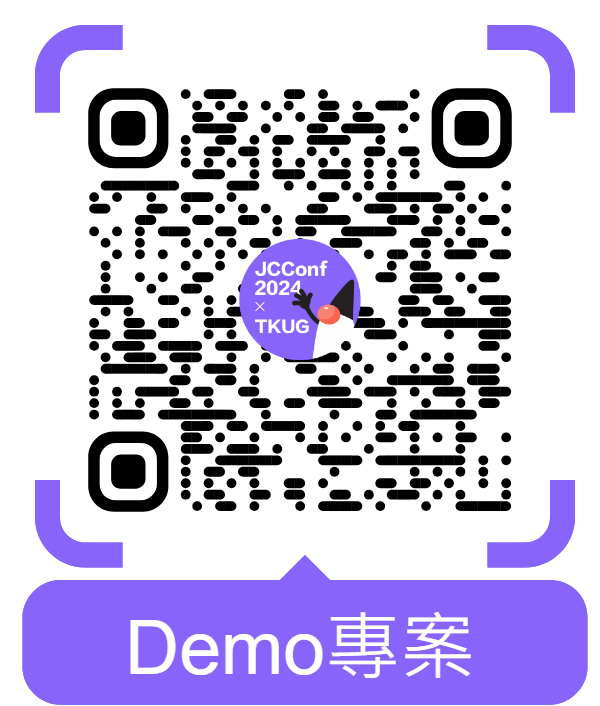 JCConf
2024
×
TKUG
Demo專案